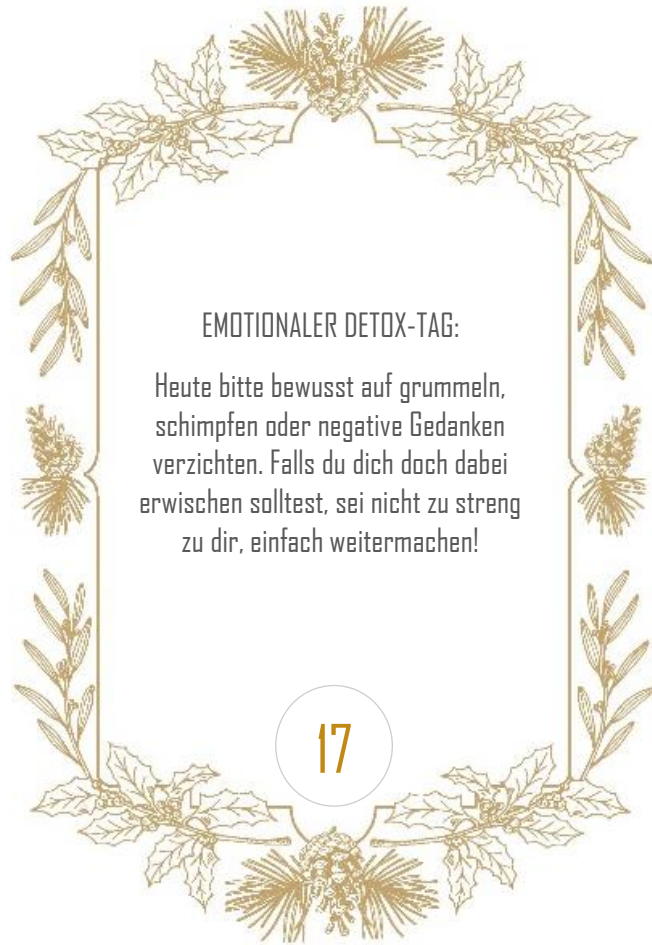 EMOTIONALER DETOX-TAG:
Heute bitte bewusst auf grummeln,
schimpfen oder negative Gedanken
verzichten. Falls du dich doch dabei
erwischen solltest, sei nicht zu streng
zu dir, einfach weitermachen!
17